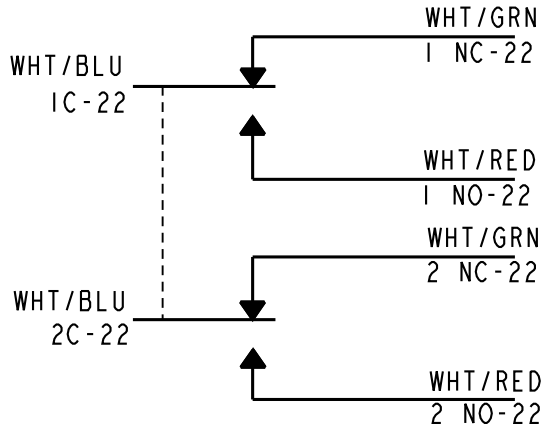 WHT/GRN
1 NC-22
WHT/BLU
1C-22
WHT/RED
1 NO-22
WHT/GRN
2 NC-22
WHT/BLU
2C-22
WHT/RED
2 NO-22